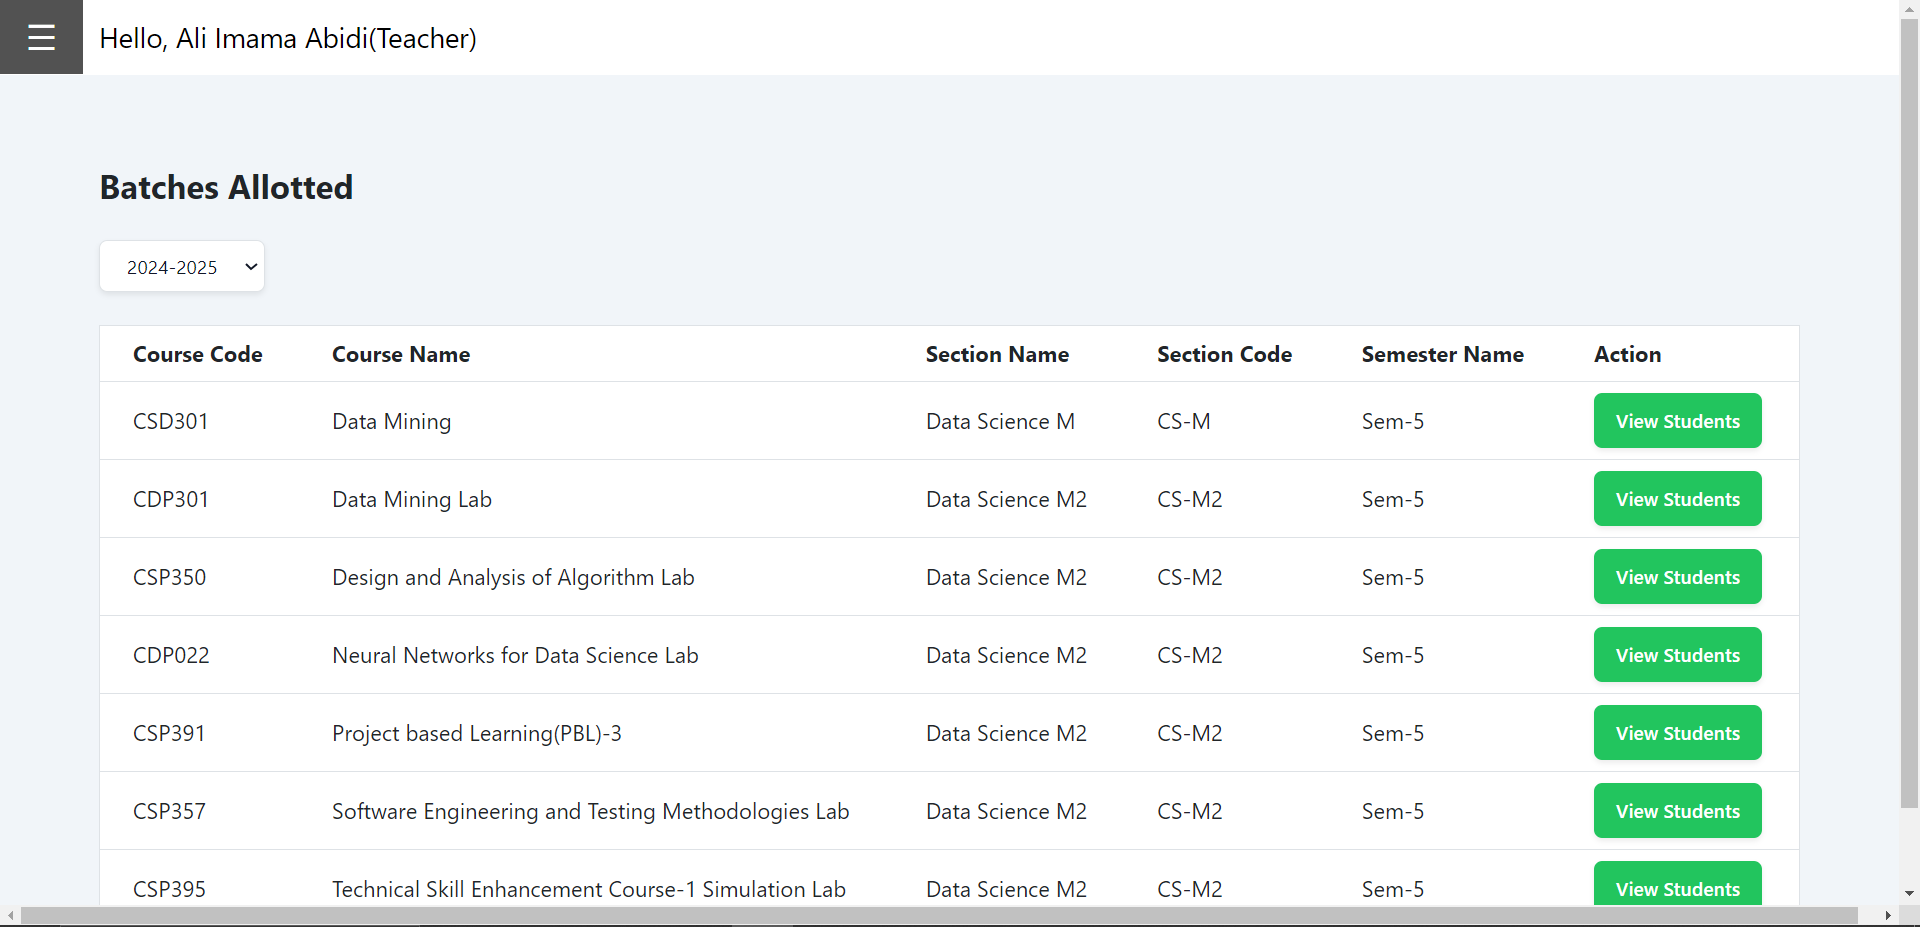 ☰ Hello, Ali Imama Abidi(Teacher)
Batches Allotted
2024-2025
Course Code Course Name Section Name Section Code Semester Name Action
CSD301 Data Mining Data Science M CS-M Sem-5 View Students
CDP301 Data Mining Lab Data Science M2 CS-M2 Sem-5 View Students
CSP350 Design and Analysis of Algorithm Lab Data Science M2 CS-M2 Sem-5 View Students
CDP022 Neural Networks for Data Science Lab Data Science M2 CS-M2 Sem-5 View Students
CSP391 Project based Learning(PBL)-3 Data Science M2 CS-M2 Sem-5 View Students
CSP357 Software Engineering and Testing Methodologies Lab Data Science M2 CS-M2 Sem-5 View Students
CSP395 Technical Skill Enhancement Course-1 Simulation Lab Data Science M2 CS-M2 Sem-5 View Students